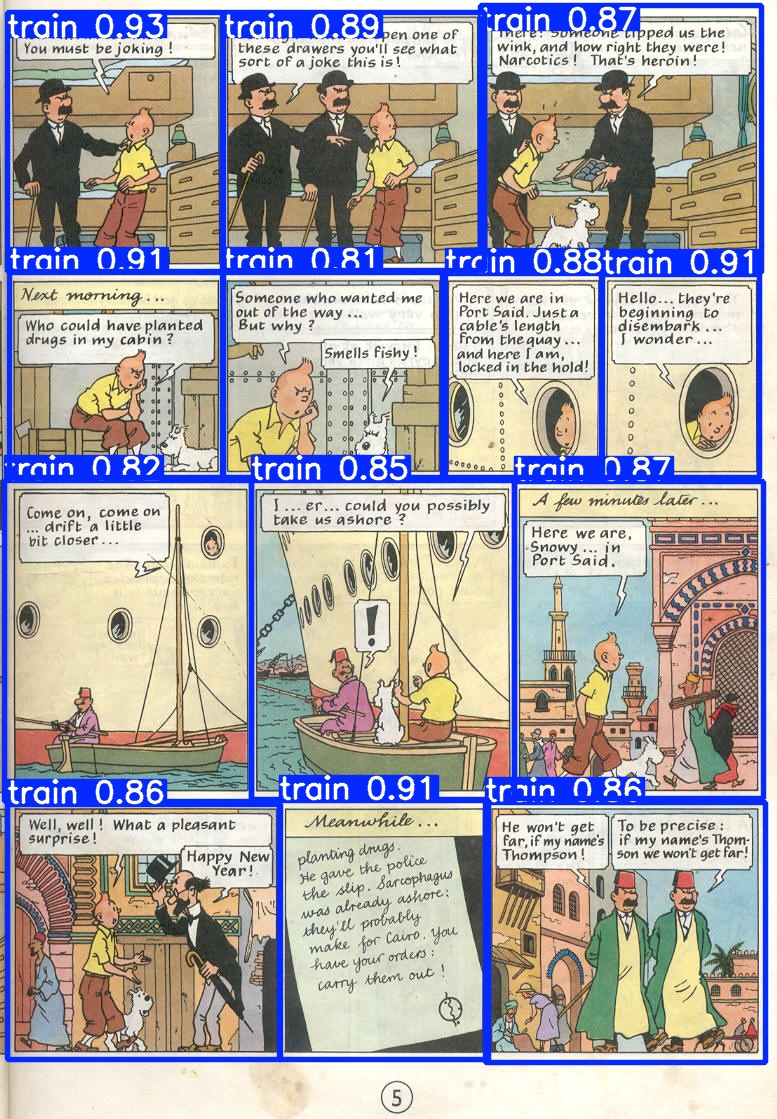 train 0.93
You must be joking !
train 0.89
open one of
these drawers you'll see what
sort of a joke this is !
train 0.87
There! Someone tipped us the
wink, and how right they were!
Narcotics! That's heroin!
train 0.91
Next morning...
Who could have planted
drugs in my cabin ?
train 0.81
Someone who wanted me
out of the way ...
But why ?
Smells fishy !
train 0.88
Here we are in
Port Said. Just a
cable's length
from the quay ...
and here I am,
locked in the hold!
train 0.91
Hello... they're
beginning to
disembark...
I wonder...
train 0.82
Come on, come on
... drift a little
bit closer...
train 0.85
I ... er... could you possibly
take us ashore ?
!
train 0.87
A few minutes later...
Here we are,
Snowy ... in
Port Said.
train 0.86
Well, well ! What a pleasant
surprise !
Happy New
Year!
train 0.91
Meanwhile...
planting drugs.
He gave the police
the slip. Sarcophagus
was already ashore:
they'll probably
make for Cairo. You
have your orders:
carry them out !
train 0.86
He won't get
far, if my name's
Thompson !
To be precise :
if my name's Thom-
son we won't get far!
5